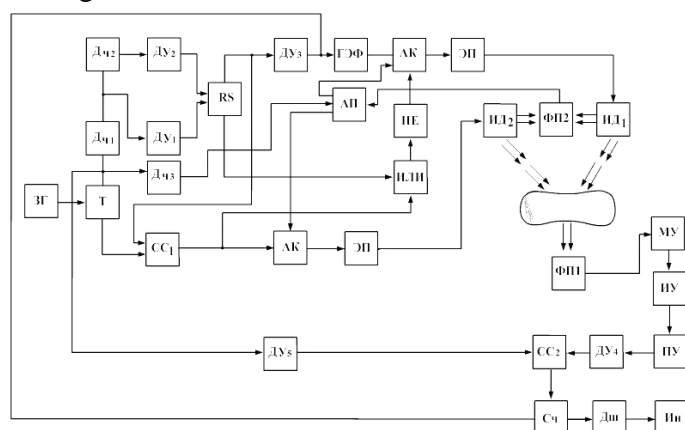 Дч2 ДУ2 ДУ3 ГЭФ АК ЭП
RS АП НЕ ИД2 ФП2 ИД1
Дч1 ДУ1
Дч3 ИЛИ
ЗГ Т
СС1 АК ЭП МУ
ФП1
ИУ
ДУ5 СС2 ДУ4 ПУ
Сч Дш Ин